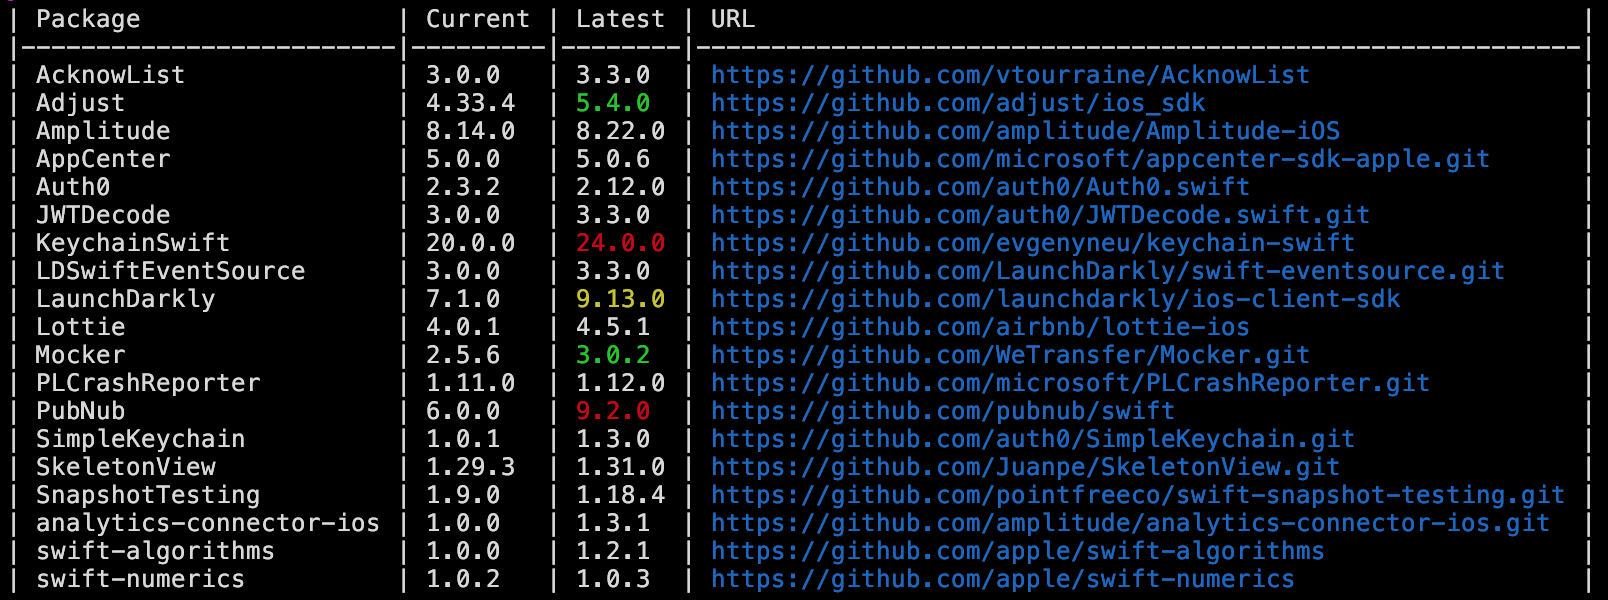 | Package                | Current | Latest | URL                                                       |
|-------------------------|---------|--------|-----------------------------------------------------------|
| AcknowList | 3.0.0 | 3.3.0 | https://github.com/vtourraine/AcknowList |
| Adjust | 4.33.4 | 5.4.0 | https://github.com/adjust/ios_sdk |
| Amplitude | 8.14.0 | 8.22.0 | https://github.com/amplitude/Amplitude-iOS |
| AppCenter | 5.0.0 | 5.0.6 | https://github.com/microsoft/appcenter-sdk-apple.git |
| Auth0 | 2.3.2 | 2.12.0 | https://github.com/auth0/Auth0.swift |
| JWTDecode | 3.0.0 | 3.3.0 | https://github.com/auth0/JWTDecode.swift.git |
| KeychainSwift | 20.0.0 | 24.0.0 | https://github.com/evgenyneu/keychain-swift |
| LDSwiftEventSource | 3.0.0 | 3.3.0 | https://github.com/LaunchDarkly/swift-eventsource.git |
| LaunchDarkly | 7.1.0 | 9.13.0 | https://github.com/launchdarkly/ios-client-sdk |
| Lottie | 4.0.1 | 4.5.1 | https://github.com/airbnb/lottie-ios |
| Mocker | 2.5.6 | 3.0.2 | https://github.com/WeTransfer/Mocker.git |
| PLCrashReporter | 1.11.0 | 1.12.0 | https://github.com/microsoft/PLCrashReporter.git |
| PubNub | 6.0.0 | 9.2.0 | https://github.com/pubnub/swift |
| SimpleKeychain | 1.0.1 | 1.3.0 | https://github.com/auth0/SimpleKeychain.git |
| SkeletonView | 1.29.3 | 1.31.0 | https://github.com/Juanpe/SkeletonView.git |
| SnapshotTesting | 1.9.0 | 1.18.4 | https://github.com/pointfreeco/swift-snapshot-testing.git |
| analytics-connector-ios | 1.0.0 | 1.3.1 | https://github.com/amplitude/analytics-connector-ios.git |
| swift-algorithms | 1.0.0 | 1.2.1 | https://github.com/apple/swift-algorithms |
| swift-numerics | 1.0.2 | 1.0.3 | https://github.com/apple/swift-numerics |